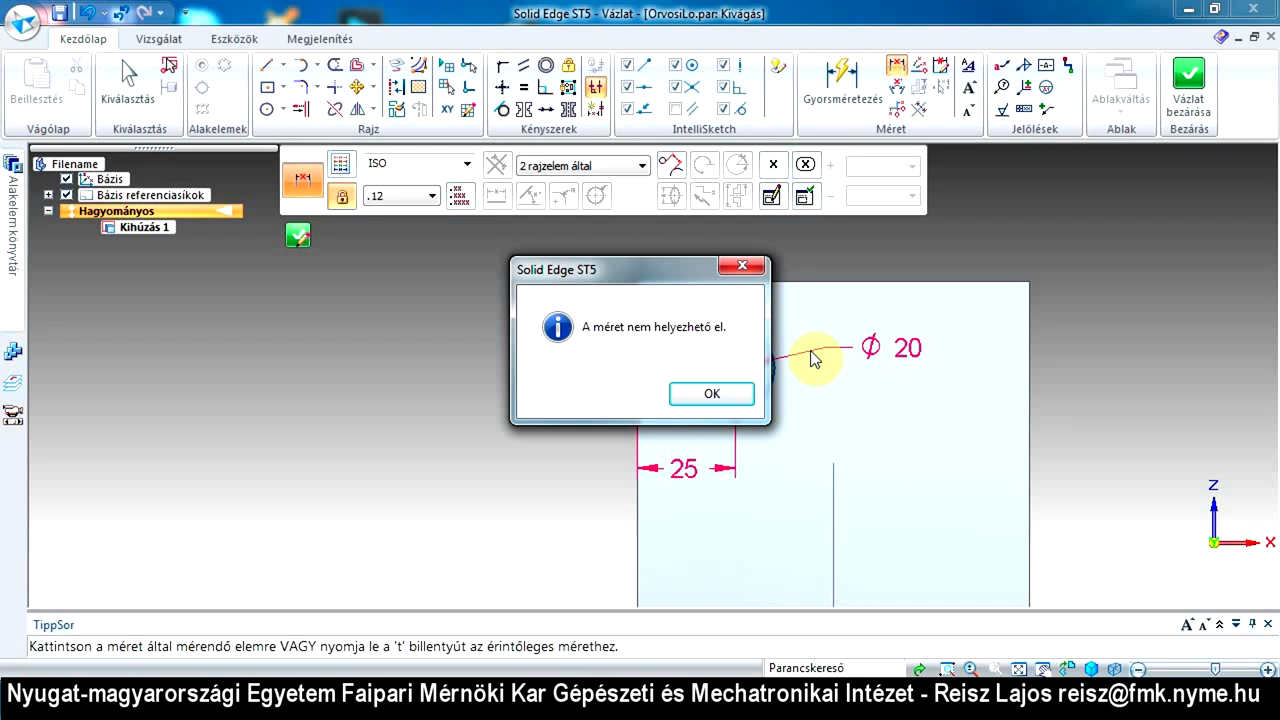 Solid Edge ST5 - Vázlat - [OrvosiLo.par: Kivágás]
Kezdőlap
Vizsgálat
Eszközök
Megjelenítés
Beillesztés
Kiválasztás
XY
Gyorsméretezés
Ablakváltás
Vázlat
bezárása
Vágólap
Kiválasztás
Alakelemek
Rajz
Kényszerek
IntelliSketch
Méret
Jelölések
Ablak
Bezárás
Alakelem könyvtár
Filename
Bázis
Bázis referenciasíkok
Hagyományos
Kihúzás 1
ISO
2 rajzelem által
.12
Solid Edge ST5
A méret nem helyezhető el.
OK
Ø 20
25
Z
X
Y
TippSor
Kattintson a méret által mérendő elemre VAGY nyomja le a 't' billentyűt az érintőleges mérethez.
Parancskereső
Nyugat-magyarországi Egyetem Faipari Mérnöki Kar Gépészeti és Mechatronikai Intézet - Reisz Lajos reisz@fmk.nyme.hu